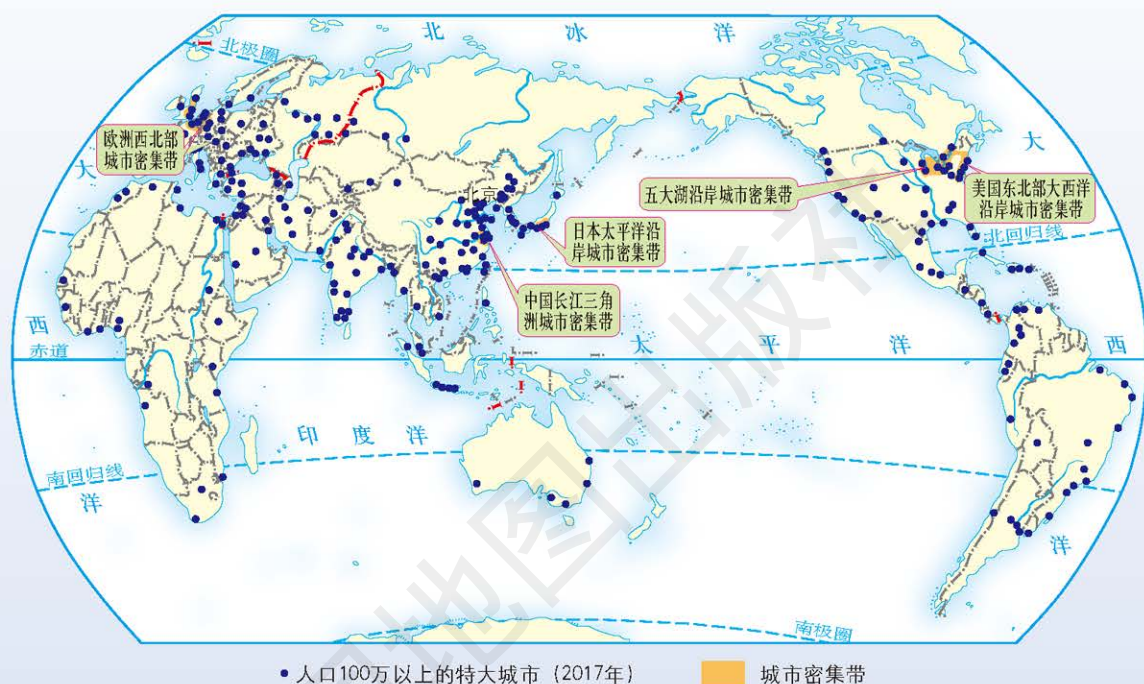 北 冰 洋
北极圈
欧洲西北部
城市密集带
大
大
北京
五大湖沿岸城市密集带
美国东北部大西洋
沿岸城市密集带
日本太平洋沿
岸城市密集带
北回归线
中国长江三角
洲城市密集带
西
赤道
太 平 洋
西
印 度 洋
南回归线
洋
洋
南极圈
人口100万以上的特大城市（2017年）
城市密集带
地图出版社